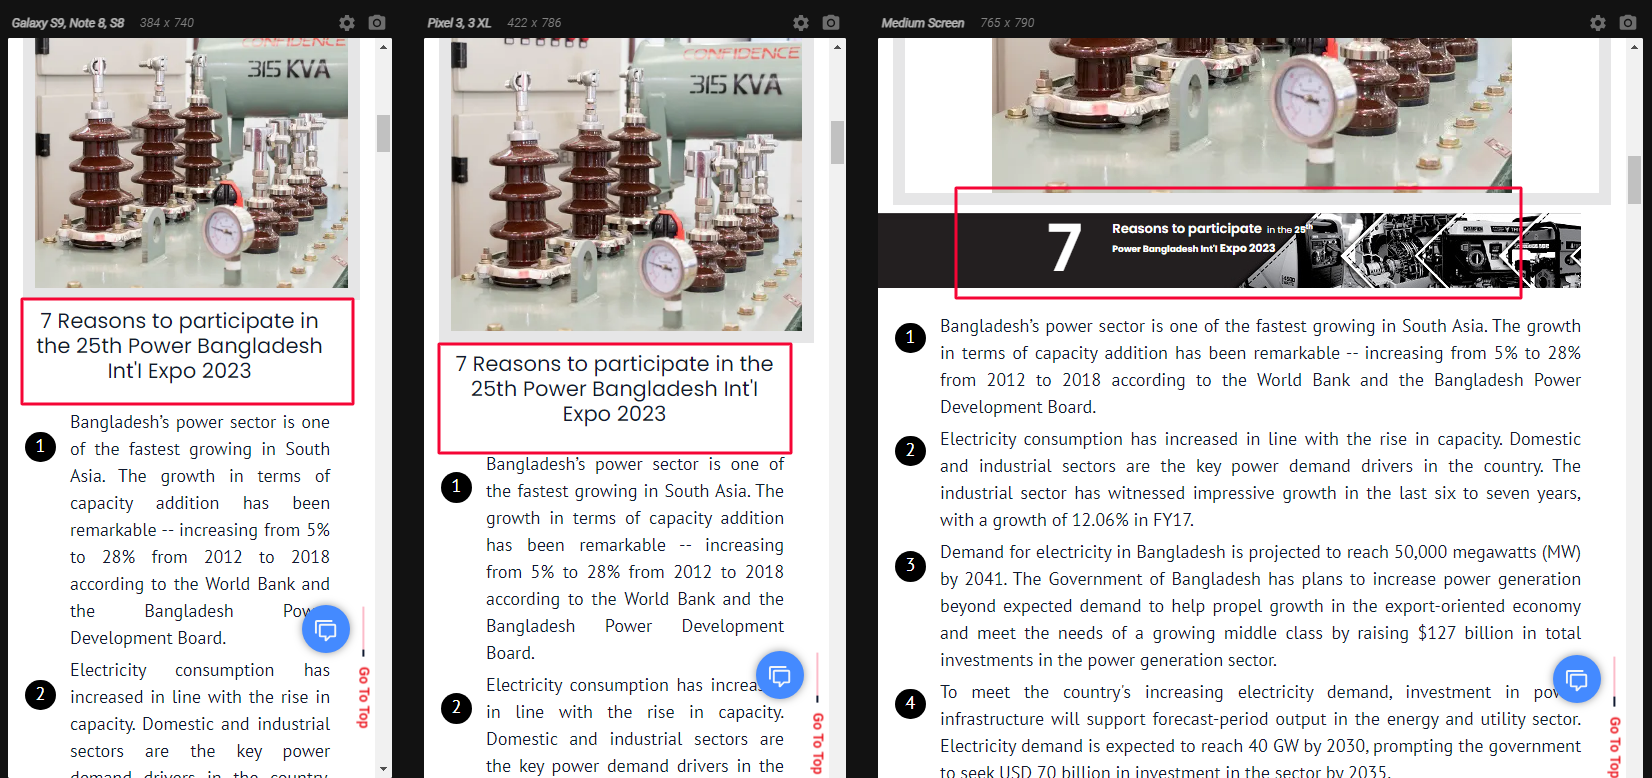 Galaxy S9, Note 8, S8 384 x 740
CONFIDENCE
315 KVA
7 Reasons to participate in
the 25th Power Bangladesh
Int'l Expo 2023
1
Bangladesh’s power sector is one
of the fastest growing in South
Asia. The growth in terms of
capacity addition has been
remarkable -- increasing from 5%
to 28% from 2012 to 2018
according to the World Bank and
the Bangladesh
Development Board.
2
Electricity consumption has
increased in line with the rise in
capacity. Domestic and industrial
sectors are the key power
demand drivers in the country.
Go To Top
Pixel 3, 3 XL 422 x 786
CONFIDENCE
315 KVA
7 Reasons to participate in the
25th Power Bangladesh Int'l
Expo 2023
1
Bangladesh’s power sector is one of
the fastest growing in South Asia. The
growth in terms of capacity addition
has been remarkable -- increasing
from 5% to 28% from 2012 to 2018
according to the World Bank and the
Bangladesh Power Development
Board.
2
Electricity consumption has
in line with the rise in capacity.
Domestic and industrial sectors are
the key power demand drivers in the
Go To Top
Medium Screen 765 x 790
7
Reasons to participate in the 25th
Power Bangladesh Int'l Expo 2023
1
Bangladesh’s power sector is one of the fastest growing in South Asia. The growth
in terms of capacity addition has been remarkable -- increasing from 5% to 28%
from 2012 to 2018 according to the World Bank and the Bangladesh Power
Development Board.
2
Electricity consumption has increased in line with the rise in capacity. Domestic
and industrial sectors are the key power demand drivers in the country. The
industrial sector has witnessed impressive growth in the last six to seven years,
with a growth of 12.06% in FY17.
3
Demand for electricity in Bangladesh is projected to reach 50,000 megawatts (MW)
by 2041. The Government of Bangladesh has plans to increase power generation
beyond expected demand to help propel growth in the export-oriented economy
and meet the needs of a growing middle class by raising $127 billion in total
investments in the power generation sector.
4
To meet the country's increasing electricity demand, investment in
infrastructure will support forecast-period output in the energy and utility sector.
Electricity demand is expected to reach 40 GW by 2030, prompting the government
to seek USD 70 billion in investment in the sector by 2035.
Go To Top